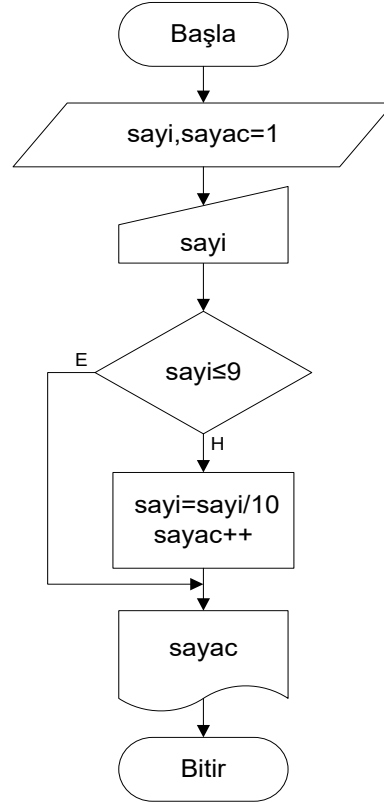 Başla
sayi,sayac=1
sayi
E
sayi≤9
H
sayi=sayi/10
sayac++
sayac
Bitir